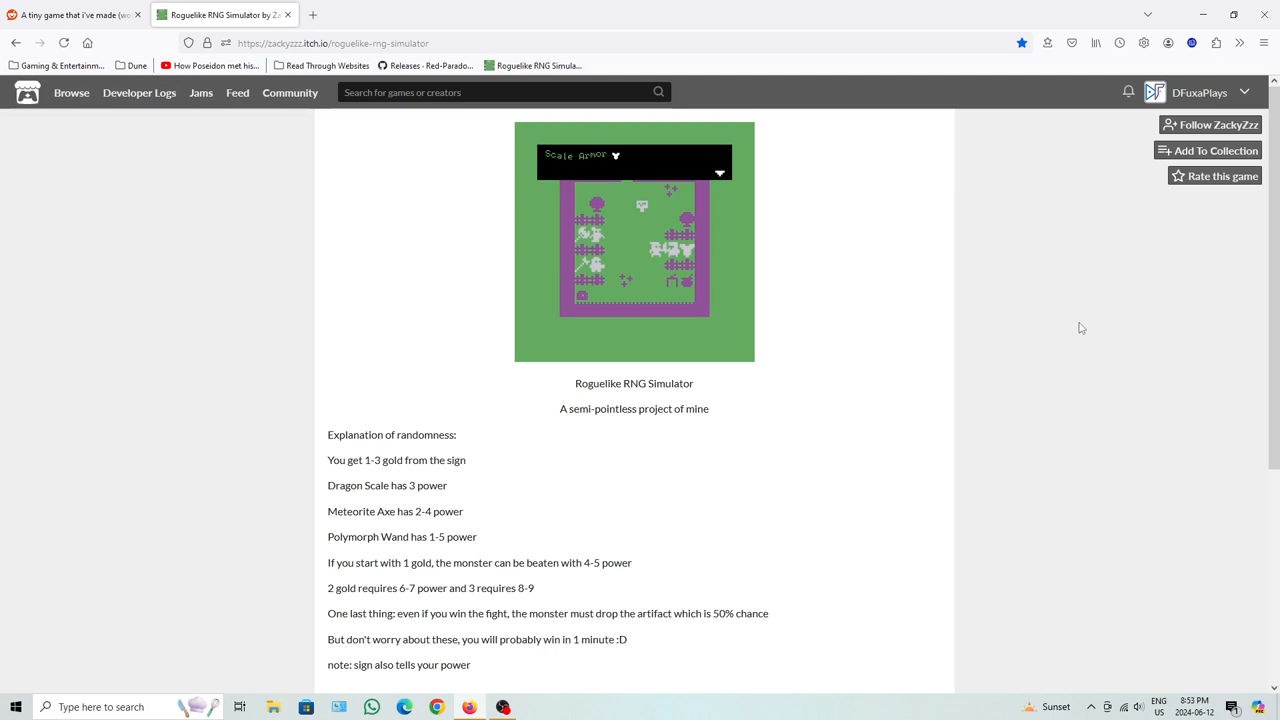 A tiny game that i've made (wo
Roguelike RNG Simulator by Za
https://zackyzzz.itch.io/roguelike-rng-simulator
Gaming & Entertainm...
Dune
How Poseidon met his...
Read Through Websites
Releases · Red-Parado...
Roguelike RNG Simula...
Browse
Developer Logs
Jams
Feed
Community
Search for games or creators
DFuxaPlays
Follow ZackyZzz
Add To Collection
Rate this game
Scale Armor
Roguelike RNG Simulator
A semi-pointless project of mine
Explanation of randomness:
You get 1-3 gold from the sign
Dragon Scale has 3 power
Meteorite Axe has 2-4 power
Polymorph Wand has 1-5 power
If you start with 1 gold, the monster can be beaten with 4-5 power
2 gold requires 6-7 power and 3 requires 8-9
One last thing: even if you win the fight, the monster must drop the artifact which is 50% chance
But don't worry about these, you will probably win in 1 minute :D
note: sign also tells your power
Type here to search
Sunset
ENG
US
8:53 PM
2024-06-12